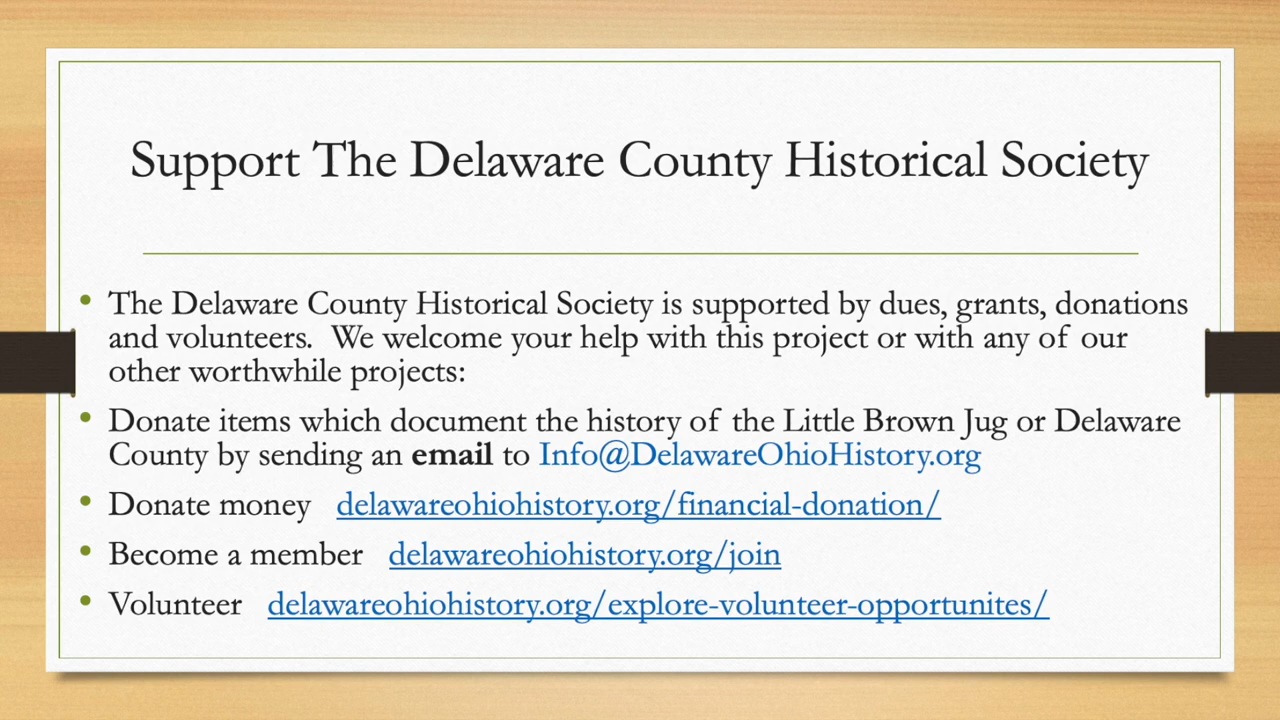 Support The Delaware County Historical Society
• The Delaware County Historical Society is supported by dues, grants, donations
and volunteers.  We welcome your help with this project or with any of our
other worthwhile projects:
• Donate items which document the history of the Little Brown Jug or Delaware
County by sending an email to Info@DelawareOhioHistory.org
• Donate money   delawareohiohistory.org/financial-donation/
• Become a member   delawareohiohistory.org/join
• Volunteer   delawareohiohistory.org/explore-volunteer-opportunites/